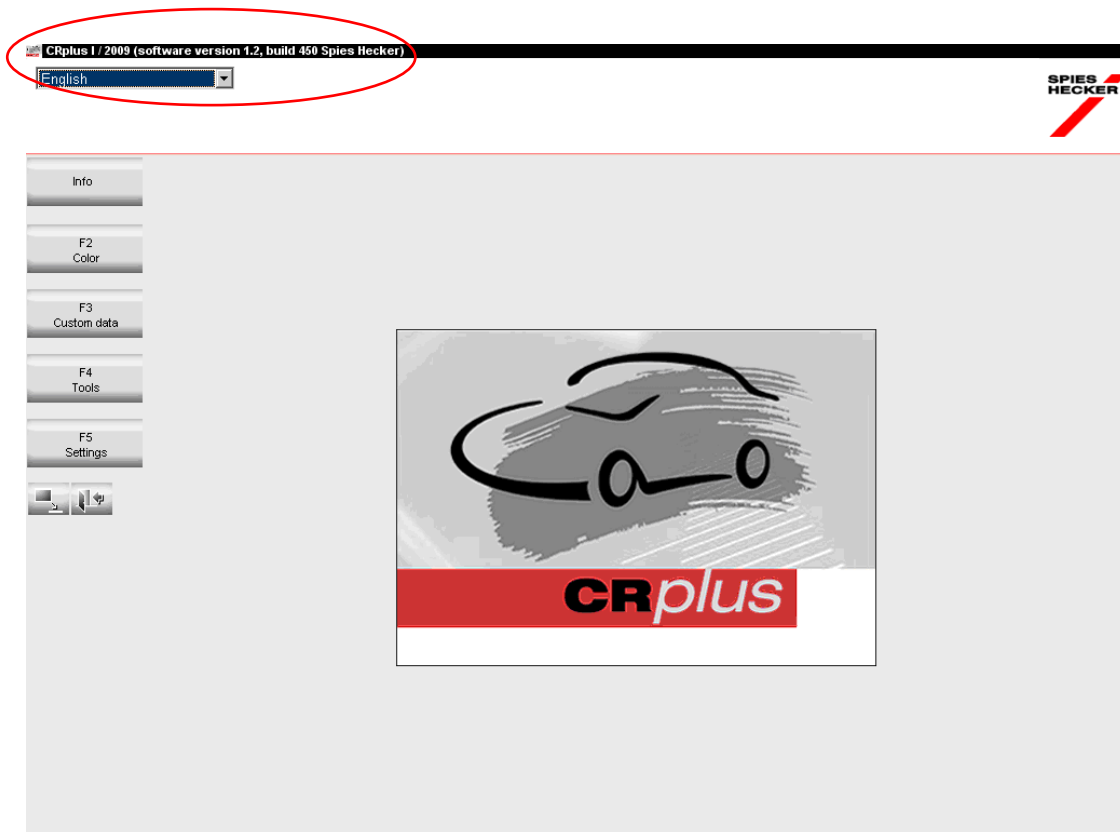 CRplus I / 2009 (software version 1.2, build 450 Spies Hecker)
English
SPIES
HECKER
Info
F2
Color
F3
Custom data
F4
Tools
F5
Settings
CRplus